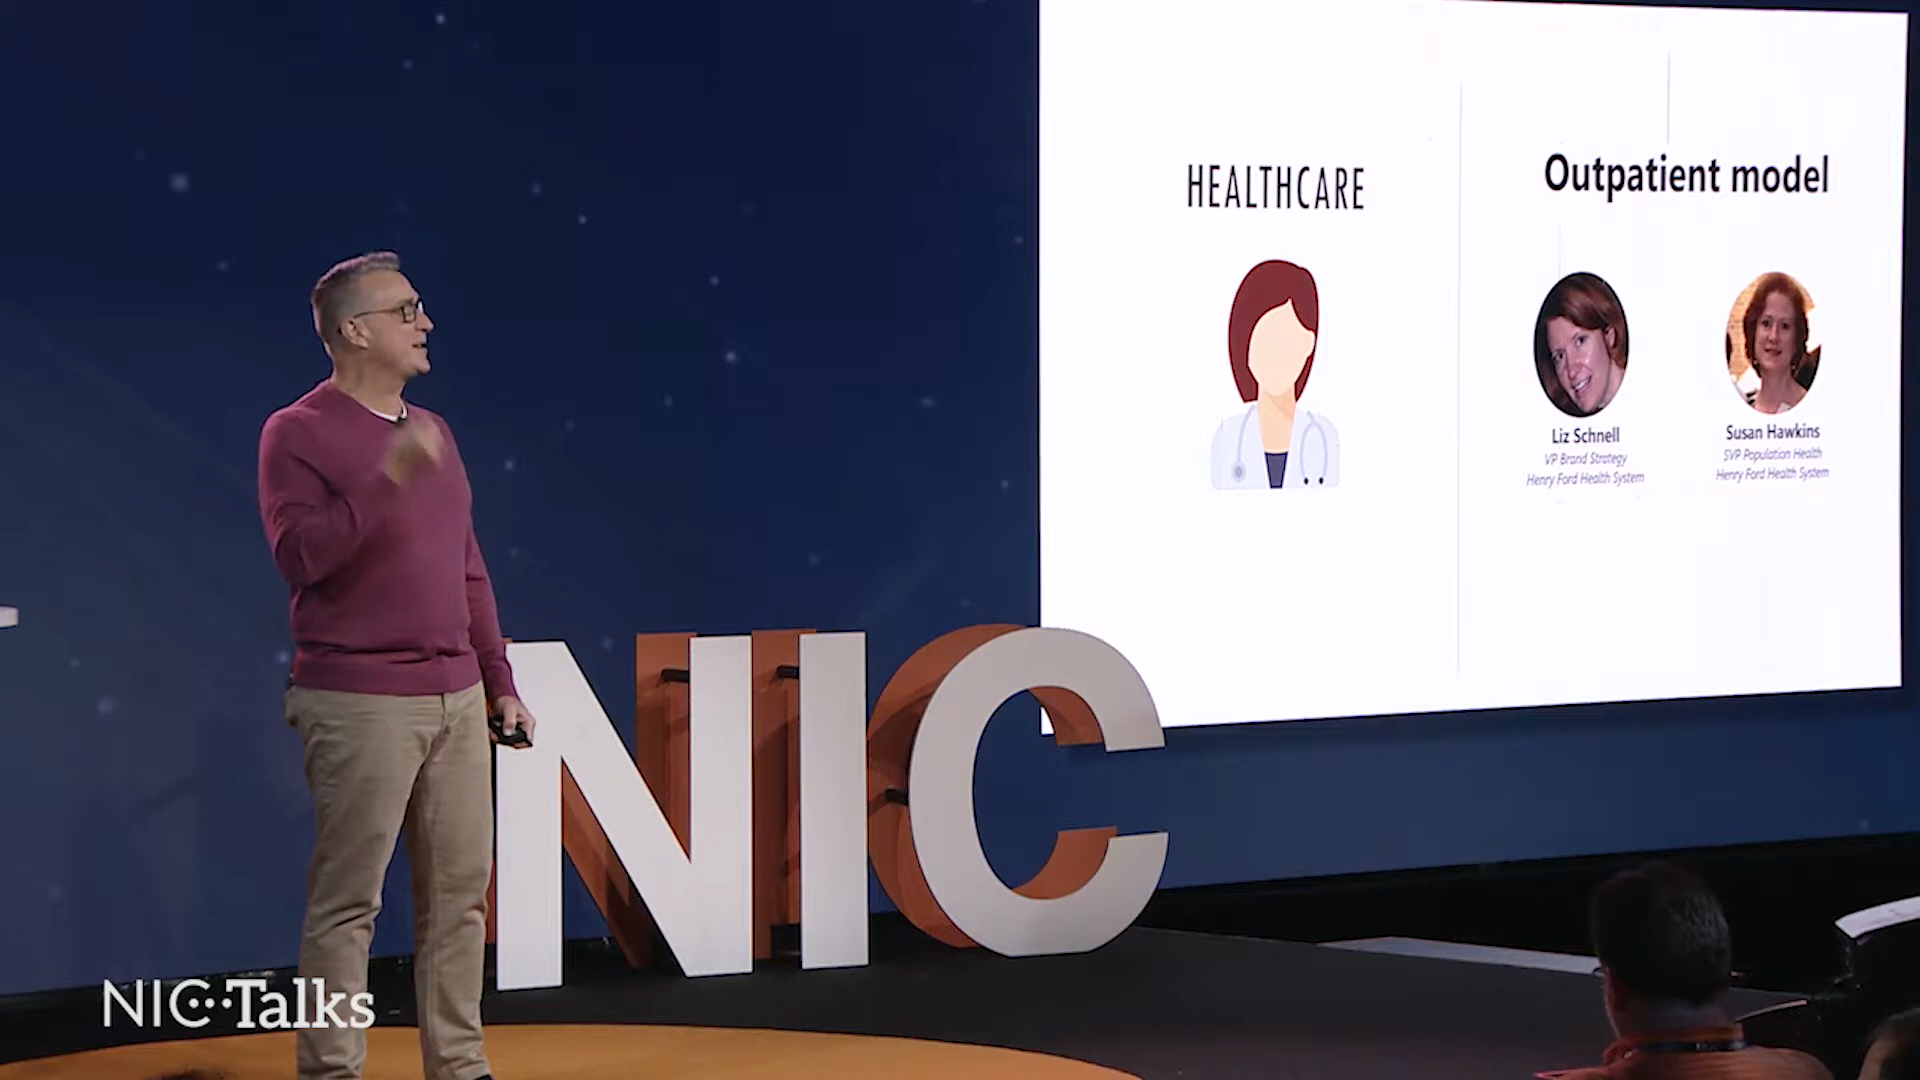 HEALTHCARE
Outpatient model
Liz Schnell
VP Brand Strategy
Henry Ford Health System
Susan Hawkins
SVP Population Health
Henry Ford Health System
NIC
NIC Talks